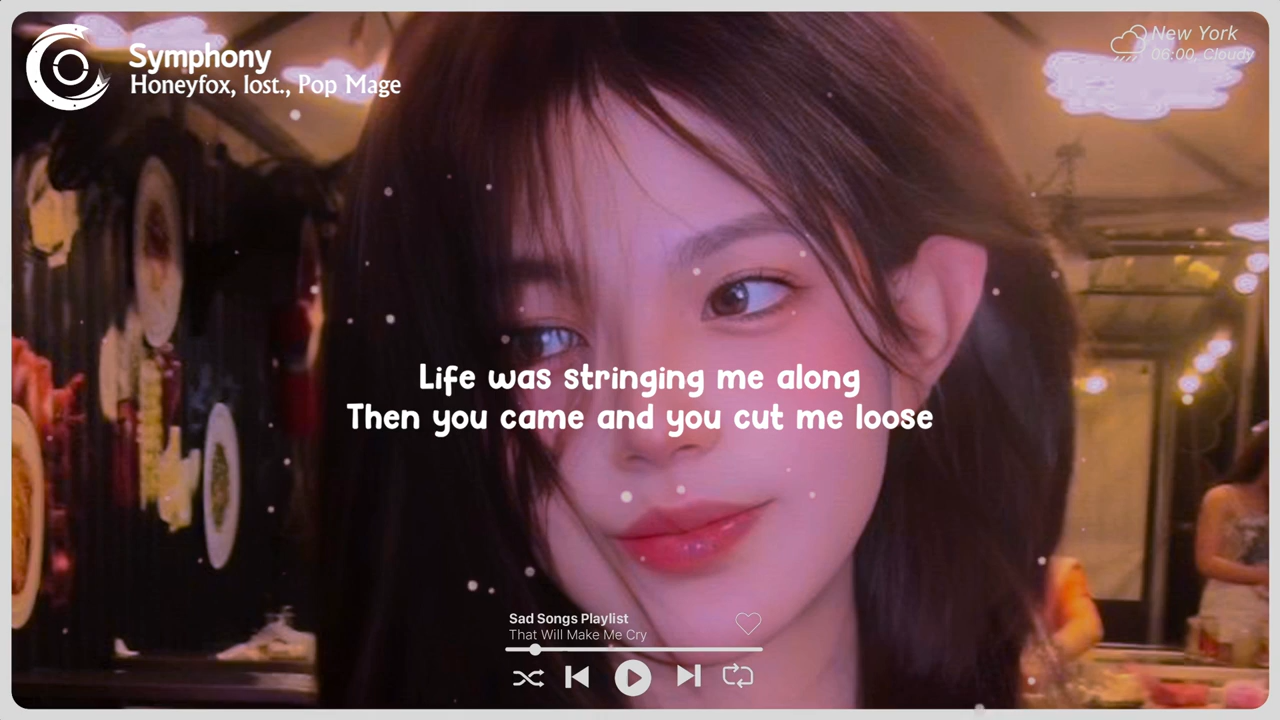 Symphony
Honeyfox, lost., Pop Mage
New York
06:00, Cloudy
Life was stringing me along
Then you came and you cut me loose
Sad Songs Playlist
That Will Make Me Cry